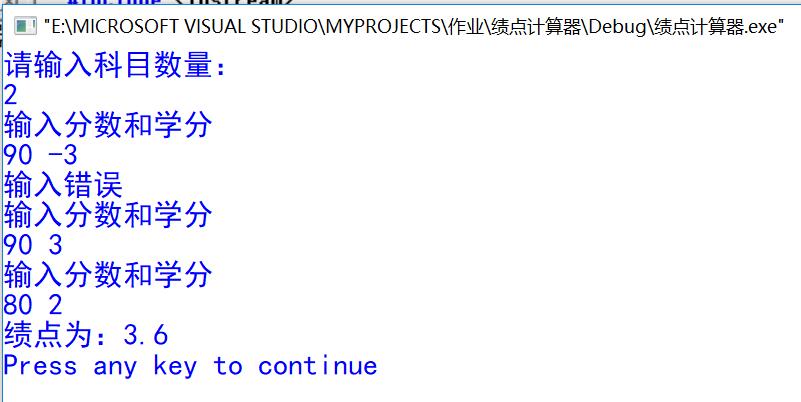 "E:\MICROSOFT VISUAL STUDIO\MYPROJECTS\作业\绩点计算器\Debug\绩点计算器.exe"
请输入科目数量：
2
输入分数和学分
90 -3
输入错误
输入分数和学分
90 3
输入分数和学分
80 2
绩点为：3.6
Press any key to continue